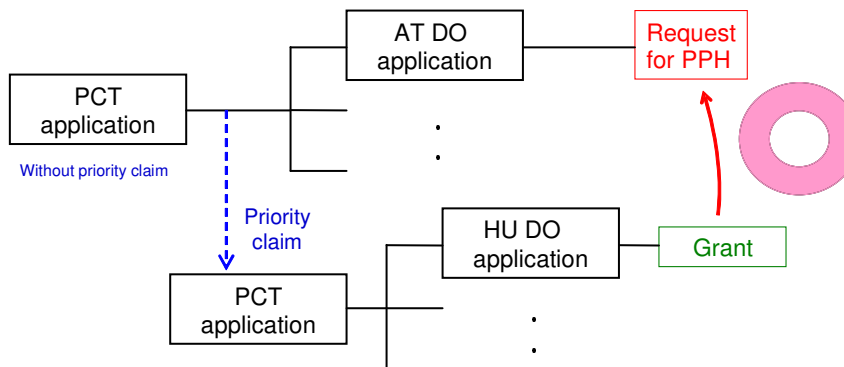 AT DO
application
Request
for PPH
PCT
application
Without priority claim
Priority
claim
HU DO
application
Grant
PCT
application